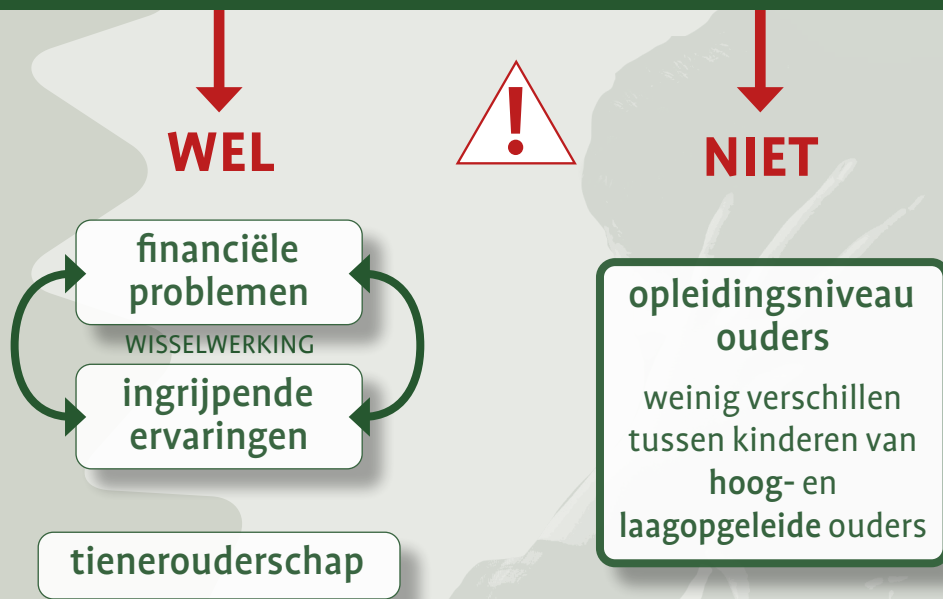 WEL
!
NIET
financiële
problemen
WISSELWERKING
ingrijpende
ervaringen
tienerouderschap
opleidingsniveau
ouders
weinig verschillen
tussen kinderen van
hoog- en
laagopgeleide ouders